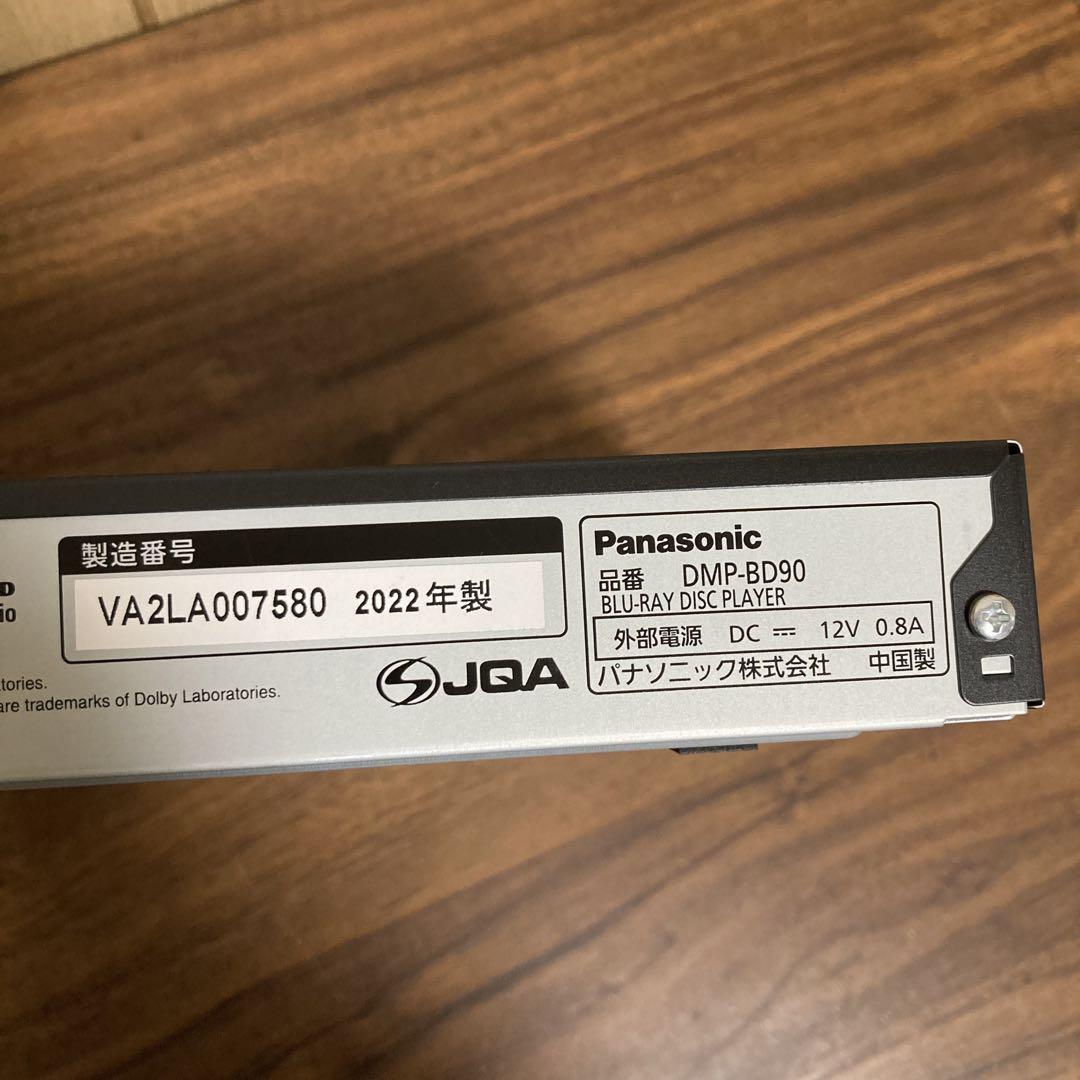 製造番号
VA2LA007580 2022年製
JQA
tories.
are trademarks of Dolby Laboratories.
D
io
Panasonic
品番 DMP-BD90
BLU-RAY DISC PLAYER
外部電源 DC ⎓ 12V 0.8A
パナソニック株式会社 中国製